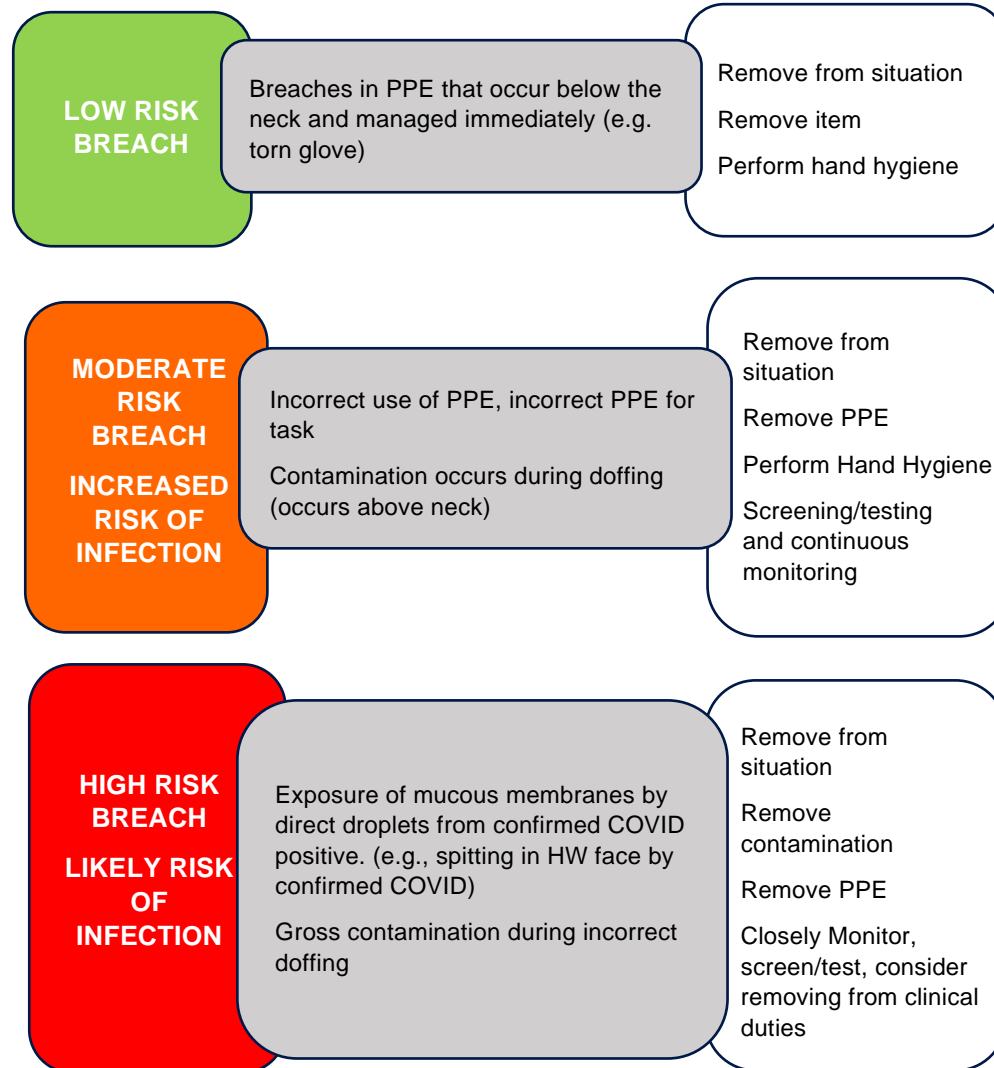 LOW RISK
BREACH
Breaches in PPE that occur below the
neck and managed immediately (e.g.
torn glove)
Remove from situation
Remove item
Perform hand hygiene
MODERATE
RISK
BREACH
INCREASED
RISK OF
INFECTION
Incorrect use of PPE, incorrect PPE for
task
Contamination occurs during doffing
(occurs above neck)
Remove from
situation
Remove PPE
Perform Hand Hygiene
Screening/testing
and continuous
monitoring
HIGH RISK
BREACH
LIKELY RISK
OF
INFECTION
Exposure of mucous membranes by
direct droplets from confirmed COVID
positive. (e.g., spitting in HW face by
confirmed COVID)
Gross contamination during incorrect
doffing
Remove from
situation
Remove
contamination
Remove PPE
Closely Monitor,
screen/test, consider
removing from clinical
duties